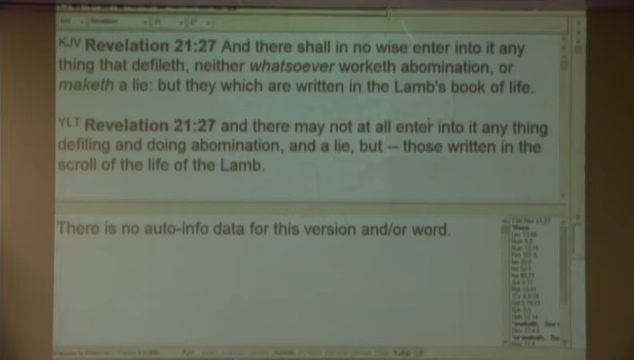 KJV Revelation 21:27 And there shall in no wise enter into it any
thing that defileth, neither whatsoever worketh abomination, or
maketh a lie: but they which are written in the Lamb's book of life.
YLT Revelation 21:27 and there may not at all enter into it any thing
defiling and doing abomination, and a lie, but -- those written in the
scroll of the life of the Lamb.
There is no auto-info data for this version and/or word.